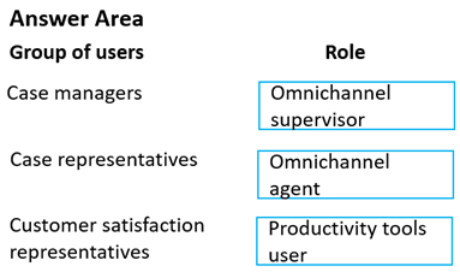 Answer Area
Group of users Role
Case managers Omnichannel
supervisor
Case representatives Omnichannel
agent
Customer satisfaction Productivity tools
representatives user